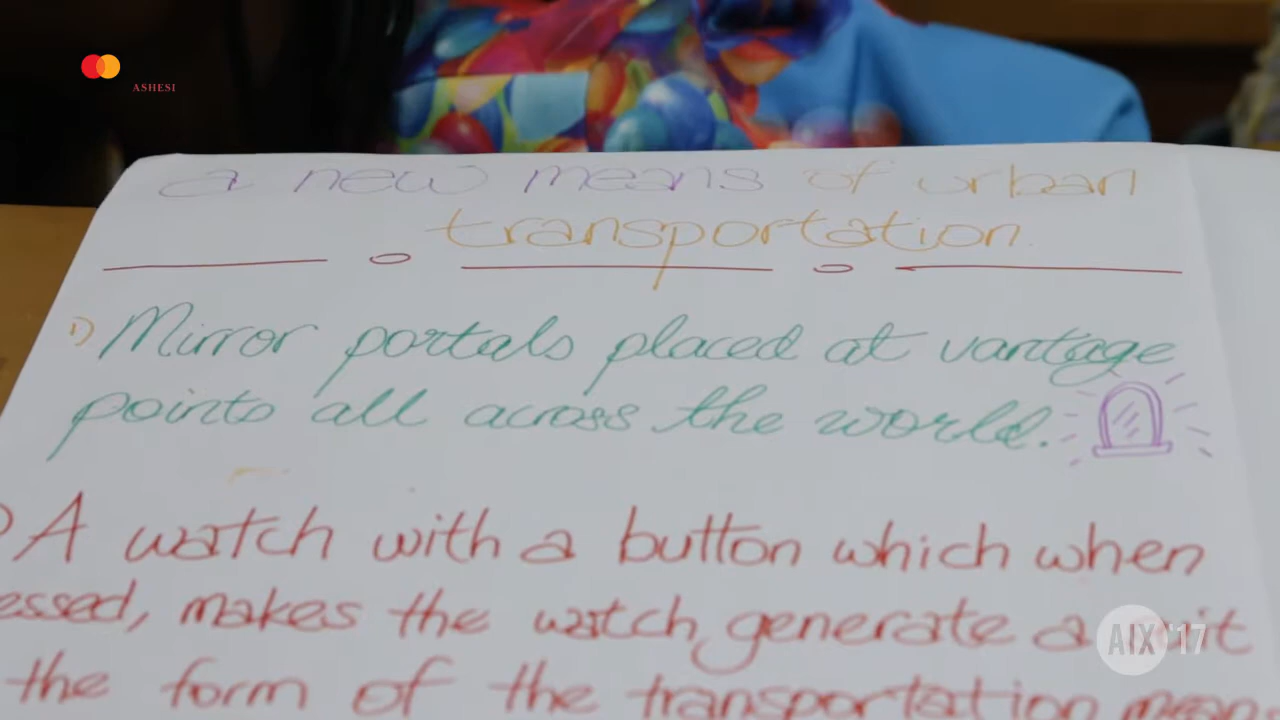 ASHESI
a new means of urban
transportation.
1) Mirror portals placed at vantage
points all across the world.
A watch with a button which when
essed, makes the watch generate a
the form of the transportation
AIX '17